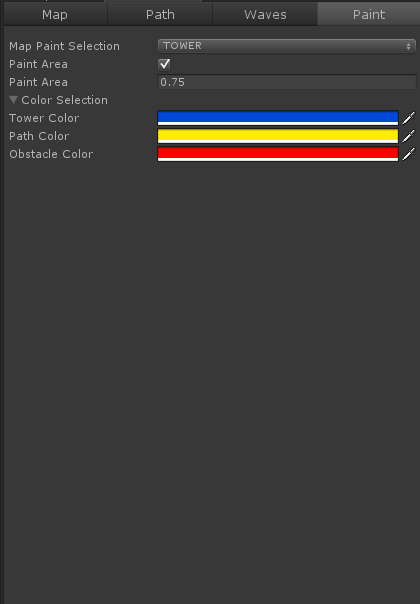 Map Path Waves Paint
Map Paint Selection TOWER
Paint Area
Paint Area 0.75
Color Selection
Tower Color
Path Color
Obstacle Color